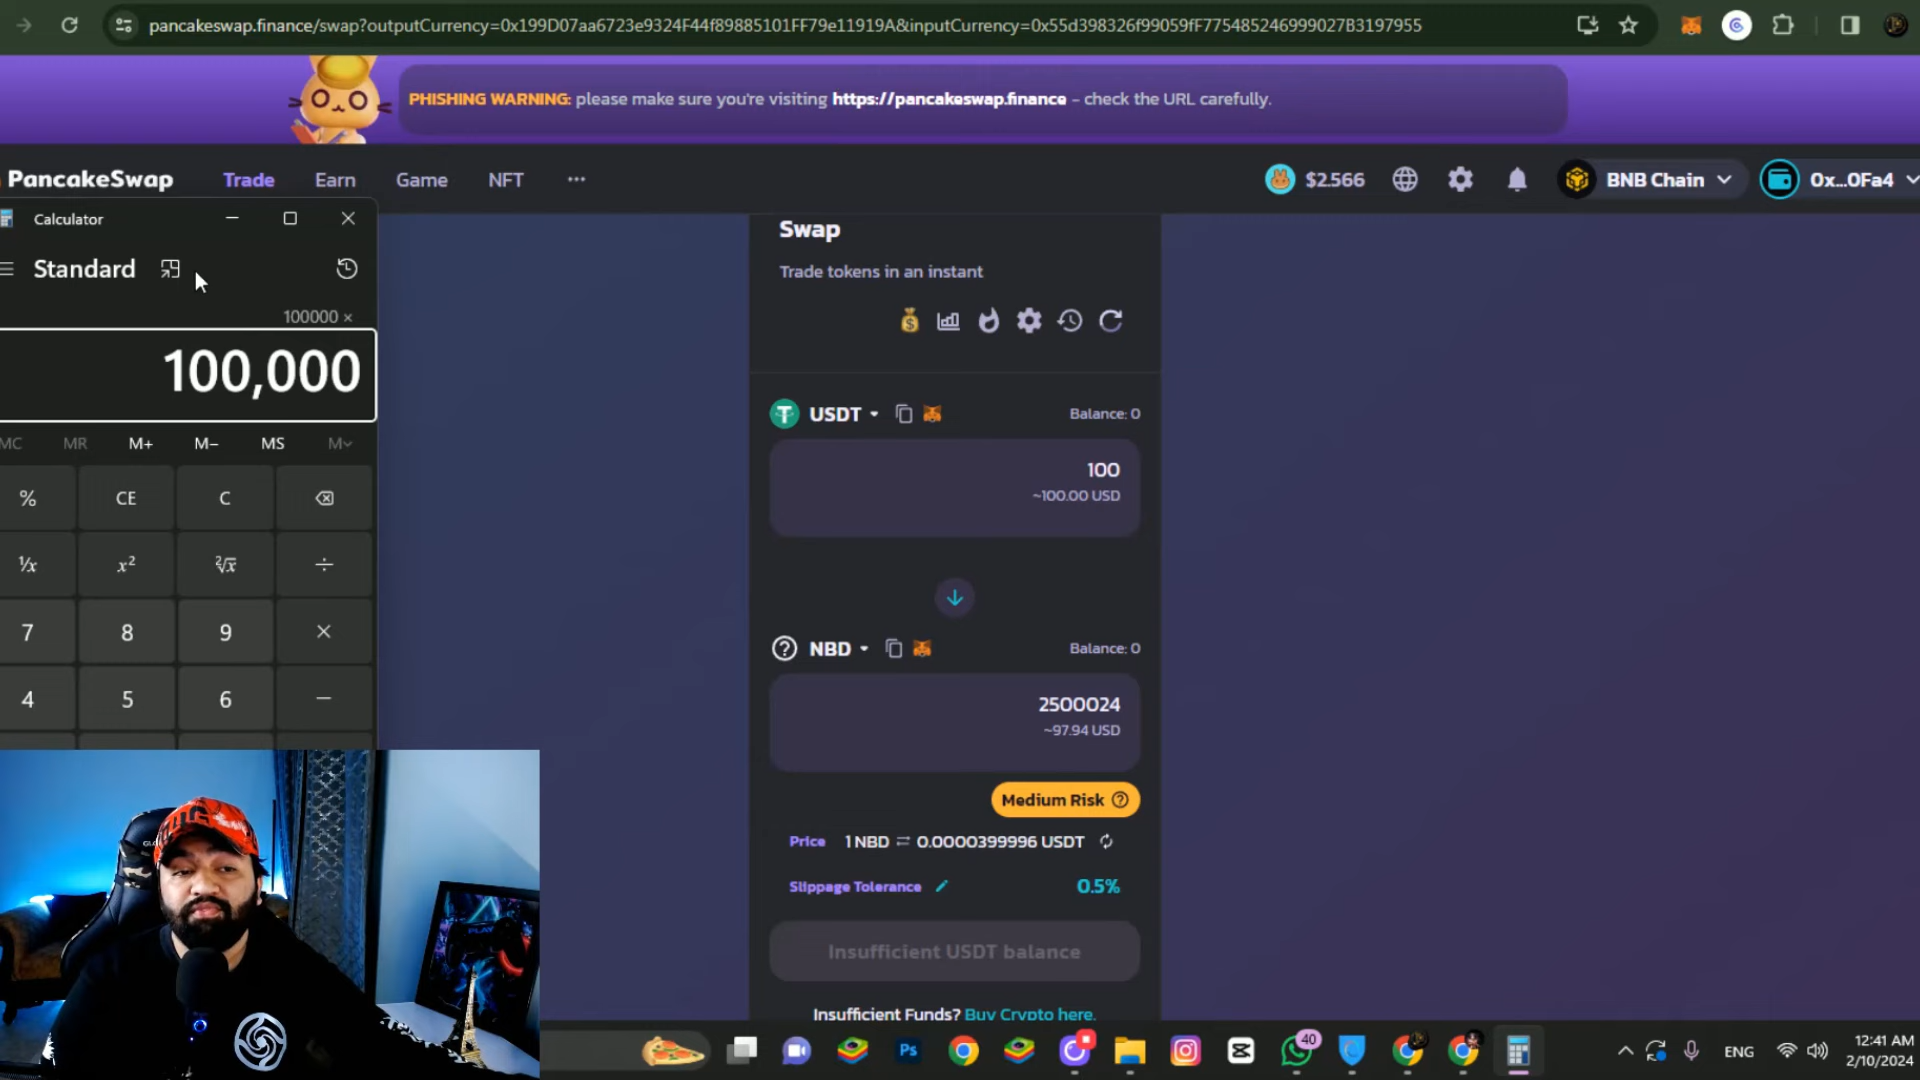 pancakeswap.finance/swap?outputCurrency=0x199D07aa6723e9324F44f89885101FF79e11919A&inputCurrency=0x55d398326f99059fF775485246999027B3197955
PHISHING WARNING: please make sure you're visiting https://pancakeswap.finance - check the URL carefully.
PancakeSwap Trade Earn Game NFT ... $2.566 BNB Chain 0x...0Fa4
Calculator
Standard
100000 ×
100,000
MC MR M+ M− MS M
% CE C
¹/x x² ²√x ÷
7 8 9 ×
4 5 6 −
Swap
Trade tokens in an instant
USDT Balance: 0
100
~100.00 USD
NBD Balance: 0
2500024
~97.94 USD
Medium Risk
Price 1 NBD ⇌ 0.0000399996 USDT
Slippage Tolerance 0.5%
Insufficient USDT balance
Insufficient Funds? Buy Crypto here.
PLAY
Ps
40
ENG
12:41 AM
2/10/2024